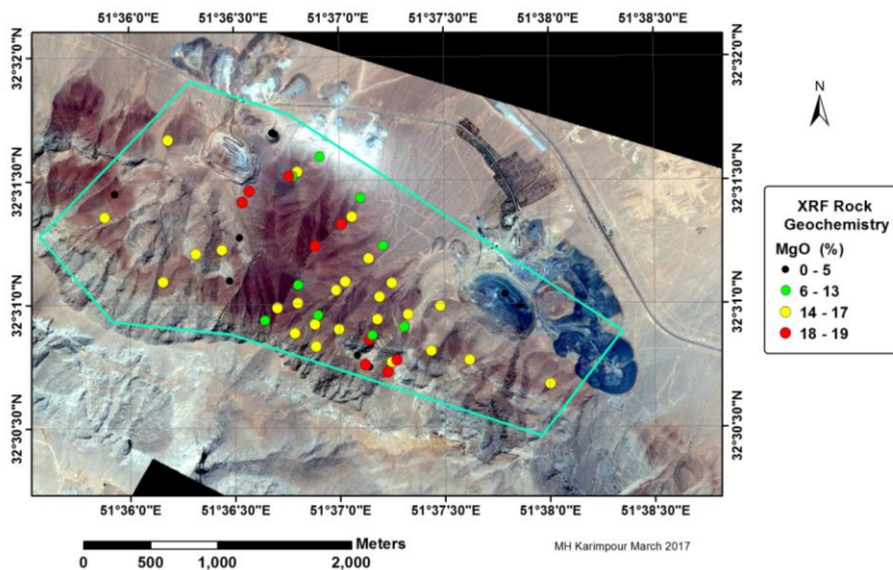 51°36'0"E 51°36'30"E 51°37'0"E 51°37'30"E 51°38'0"E 51°38'30"E
32°32'0"N
32°31'30"N
32°31'0"N
32°30'30"N
32°32'0"N
32°31'30"N
32°31'0"N
32°30'30"N
51°36'0"E 51°36'30"E 51°37'0"E 51°37'30"E 51°38'0"E 51°38'30"E
N
XRF Rock
Geochemistry
MgO (%)
0 - 5
6 - 13
14 - 17
18 - 19
Meters
0 500 1,000 2,000
MH Karimpour March 2017